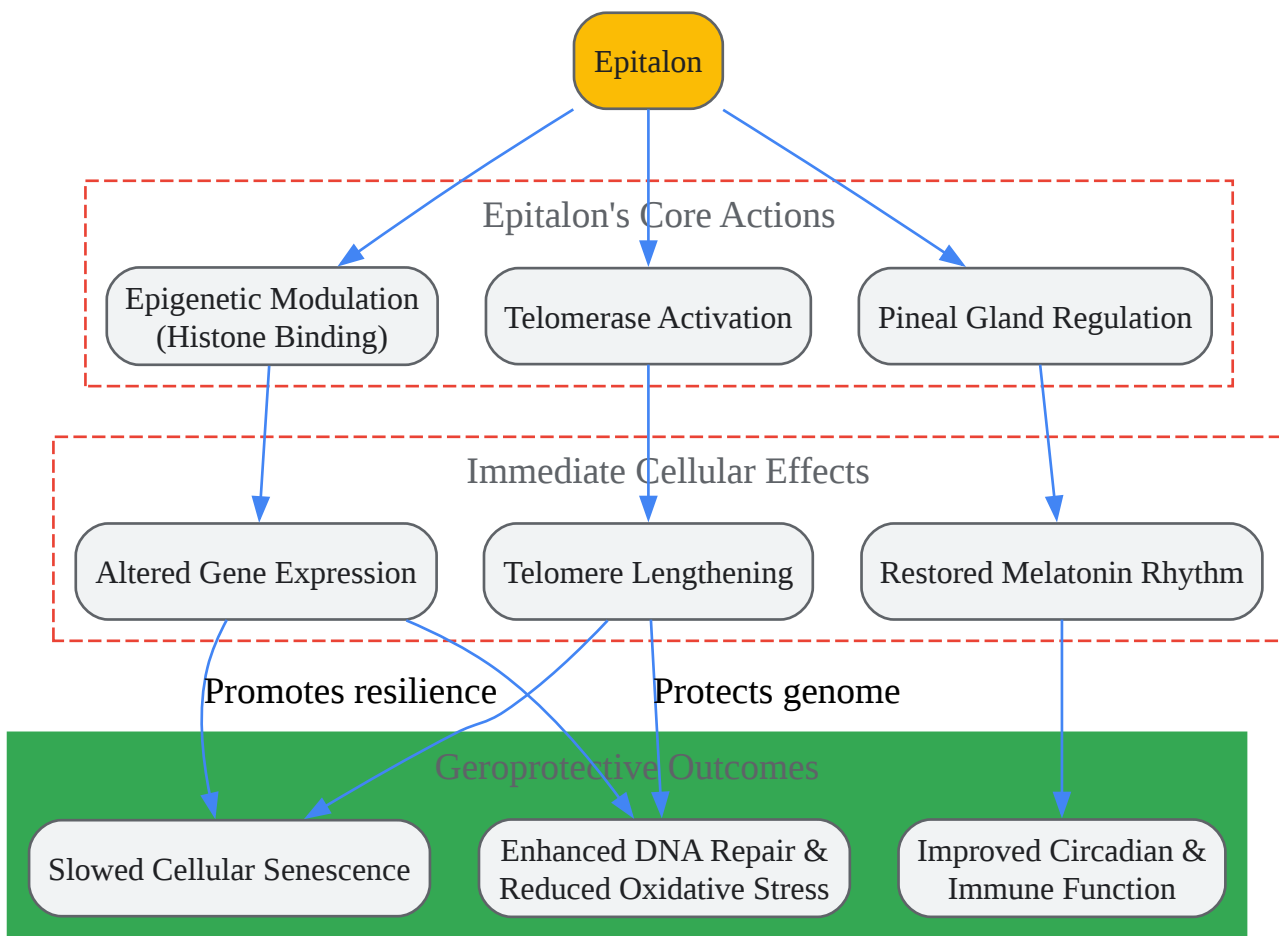 Epitalon
Epitalon's Core Actions
Epigenetic Modulation
(Histone Binding)
Telomerase Activation
Pineal Gland Regulation
Immediate Cellular Effects
Altered Gene Expression
Telomere Lengthening
Restored Melatonin Rhythm
Promotes resilience
Protects genome
Geroprotective Outcomes
Slowed Cellular Senescence
Enhanced DNA Repair &
Reduced Oxidative Stress
Improved Circadian &
Immune Function